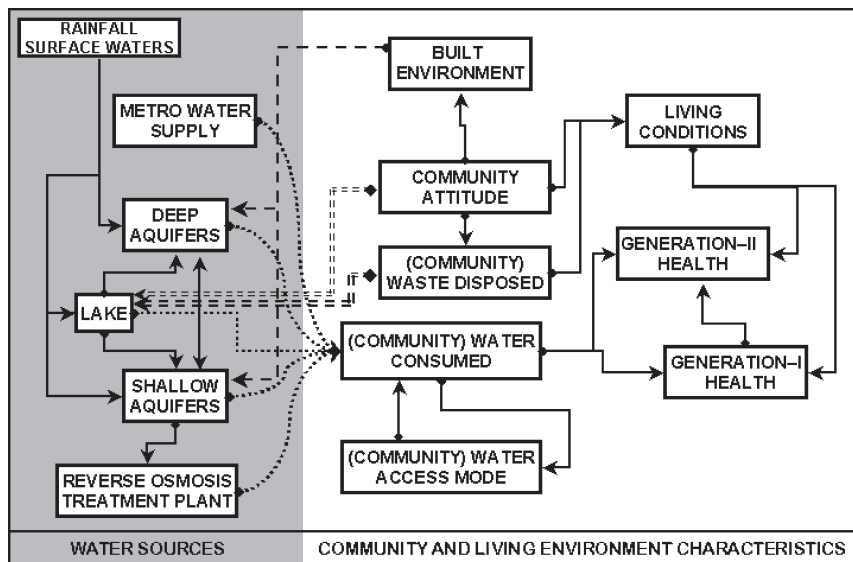 RAINFALL
SURFACE WATERS
METRO WATER
SUPPLY
DEEP
AQUIFERS
LAKE
SHALLOW
AQUIFERS
REVERSE OSMOSIS
TREATMENT PLANT
WATER SOURCES
BUILT
ENVIRONMENT
COMMUNITY
ATTITUDE
(COMMUNITY)
WASTE DISPOSED
(COMMUNITY) WATER
CONSUMED
(COMMUNITY) WATER
ACCESS MODE
LIVING
CONDITIONS
GENERATION–II
HEALTH
GENERATION–I
HEALTH
COMMUNITY AND LIVING ENVIRONMENT CHARACTERISTICS